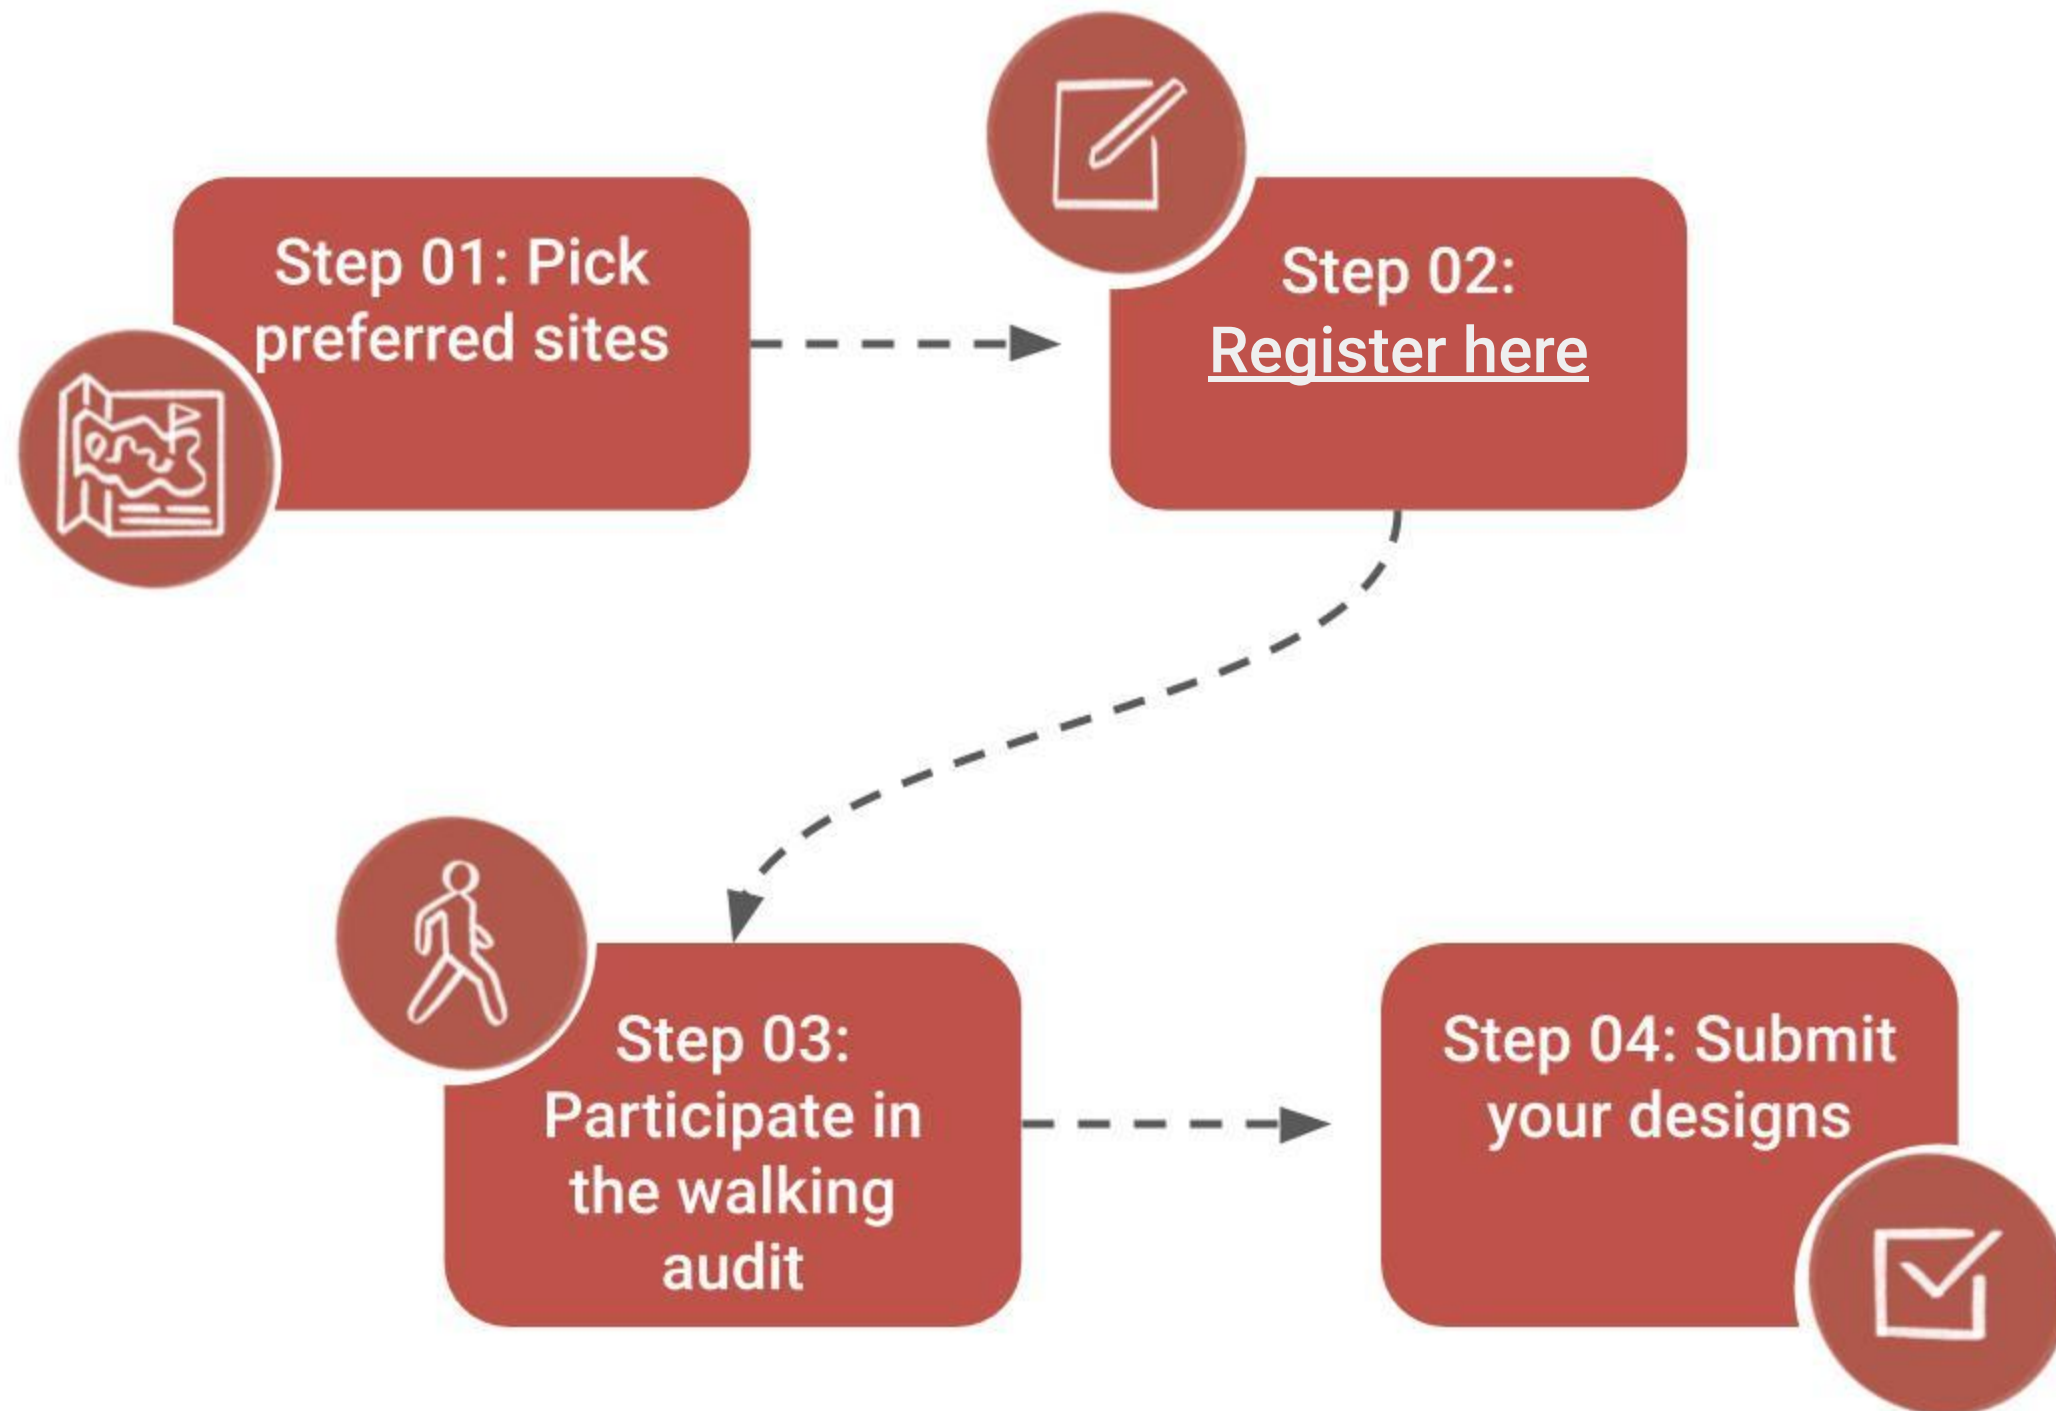 Step 01: Pick
preferred sites
Step 02:
Register here
Step 03:
Participate in
the walking
audit
Step 04: Submit
your designs